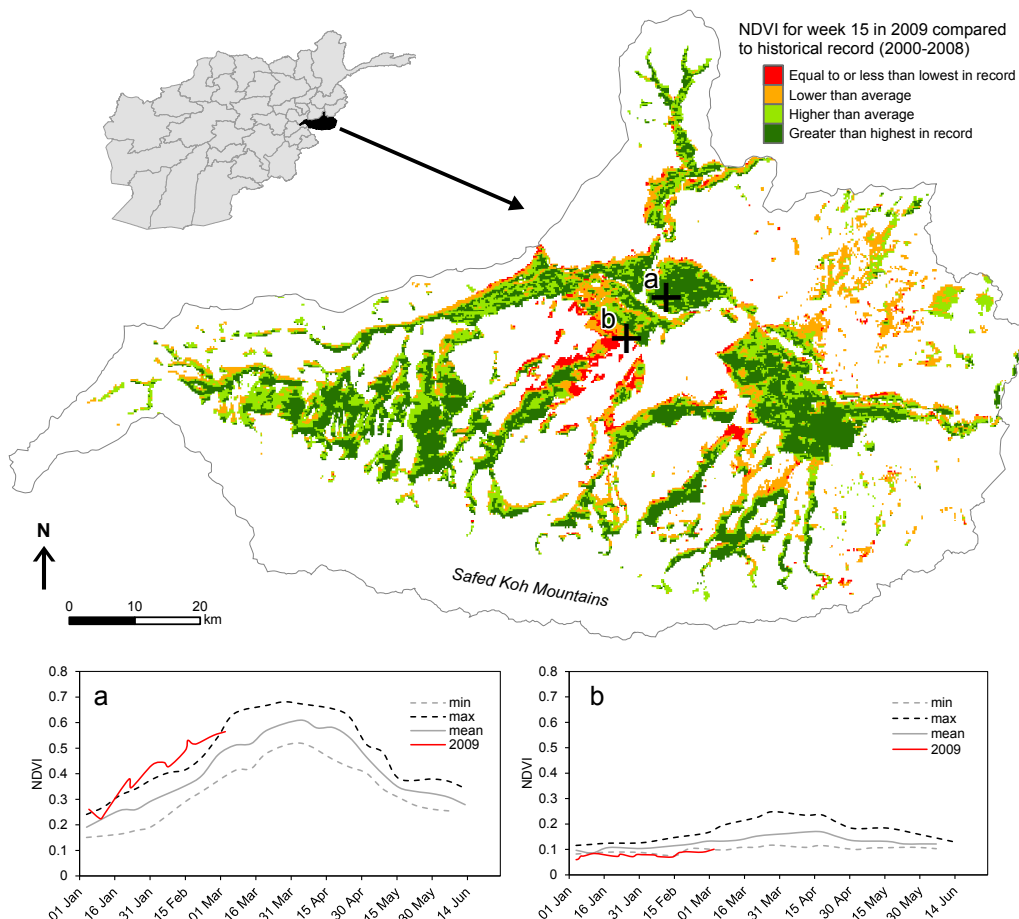 NDVI for week 15 in 2009 compared
to historical record (2000-2008)
Equal to or less than lowest in record
Lower than average
Higher than average
Greater than highest in record
a
b
N
Safed Koh Mountains
0 10 20
km
a
0.8
0.7
0.6
0.5
0.4
0.3
0.2
0.1
0
NDVI
min
max
mean
2009
01 Jan
16 Jan
31 Jan
15 Feb
01 Mar
16 Mar
31 Mar
15 Apr
30 Apr
15 May
30 May
14 Jun
b
0.8
0.7
0.6
0.5
0.4
0.3
0.2
0.1
0
NDVI
min
max
mean
2009
01 Jan
16 Jan
31 Jan
15 Feb
01 Mar
16 Mar
31 Mar
15 Apr
30 Apr
15 May
30 May
14 Jun